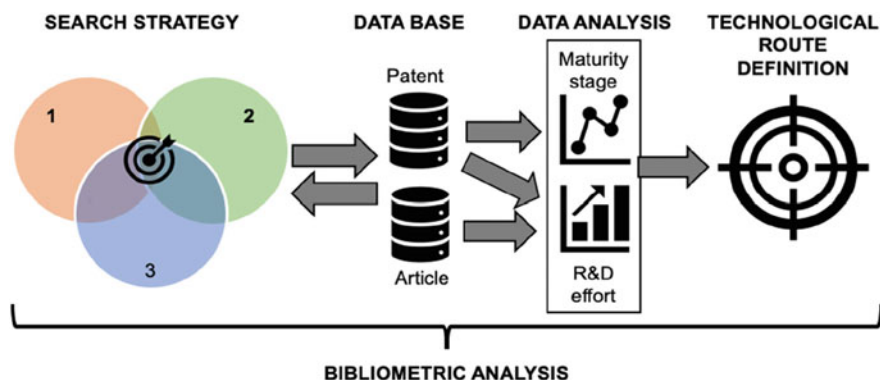 SEARCH STRATEGY
DATA BASE
DATA ANALYSIS
TECHNOLOGICAL
ROUTE
DEFINITION
1
2
3
Patent
Article
Maturity
stage
R&D
effort
BIBLIOMETRIC ANALYSIS